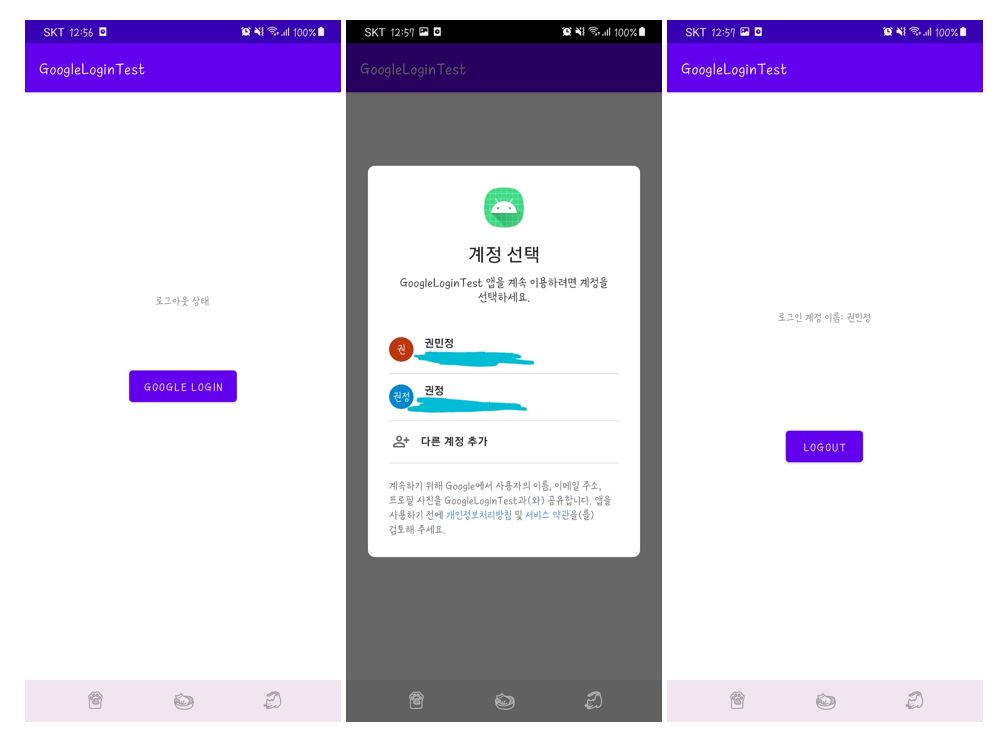 SKT 12:56 100%
GoogleLoginTest
로그아웃 상태
GOOGLE LOGIN
SKT 12:57 100%
GoogleLoginTest
계정 선택
GoogleLoginTest 앱을 계속 이용하려면 계정을
선택하세요.
권 권민정
권정 권정
다른 계정 추가
계속하기 위해 Google에서 사용자의 이름, 이메일 주소,
프로필 사진을 GoogleLoginTest과(와) 공유합니다. 앱을
사용하기 전에 개인정보처리방침 및 서비스 약관을(를)
검토해 주세요.
SKT 12:57 100%
GoogleLoginTest
로그인 계정 이름: 권민정
LOGOUT